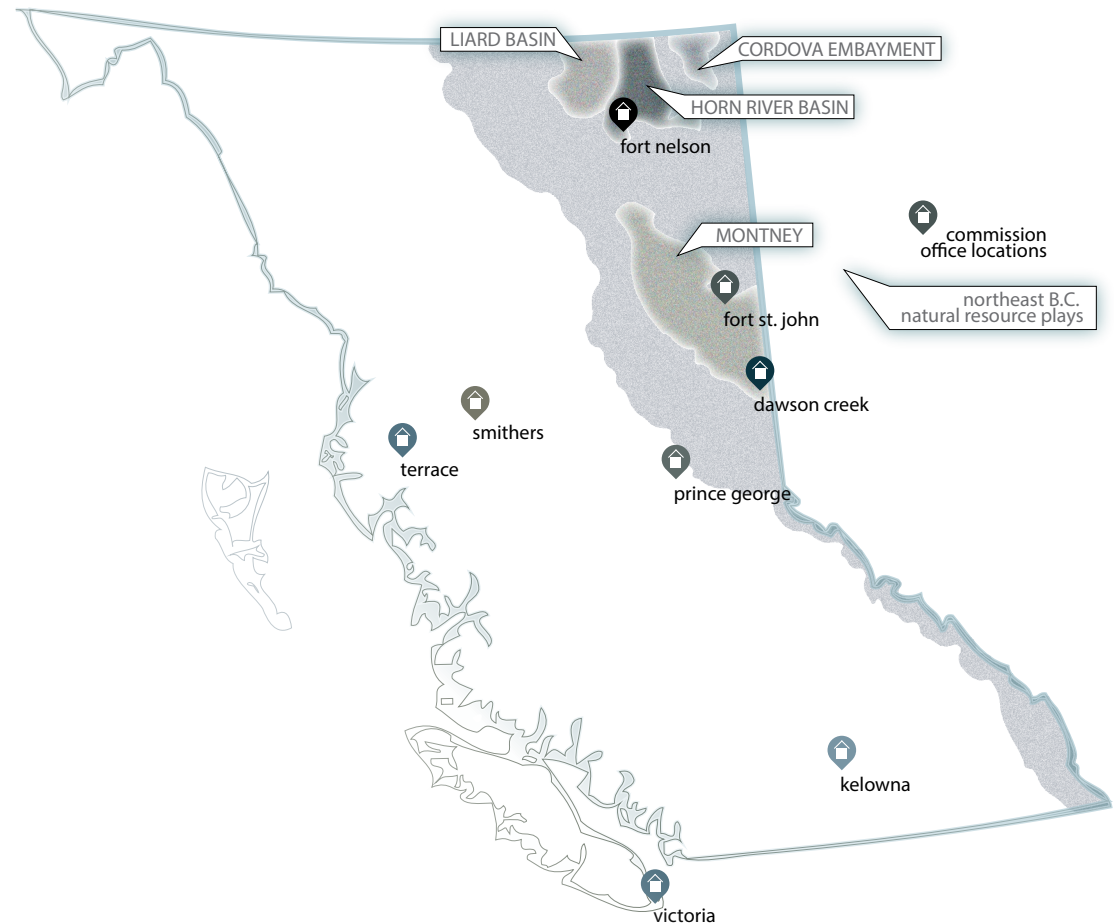 LIARD BASIN
CORDOVA EMBAYMENT
HORN RIVER BASIN
fort nelson
commission
office locations
MONTNEY
northeast B.C.
natural resource plays
fort st. john
dawson creek
smithers
terrace
prince george
kelowna
victoria